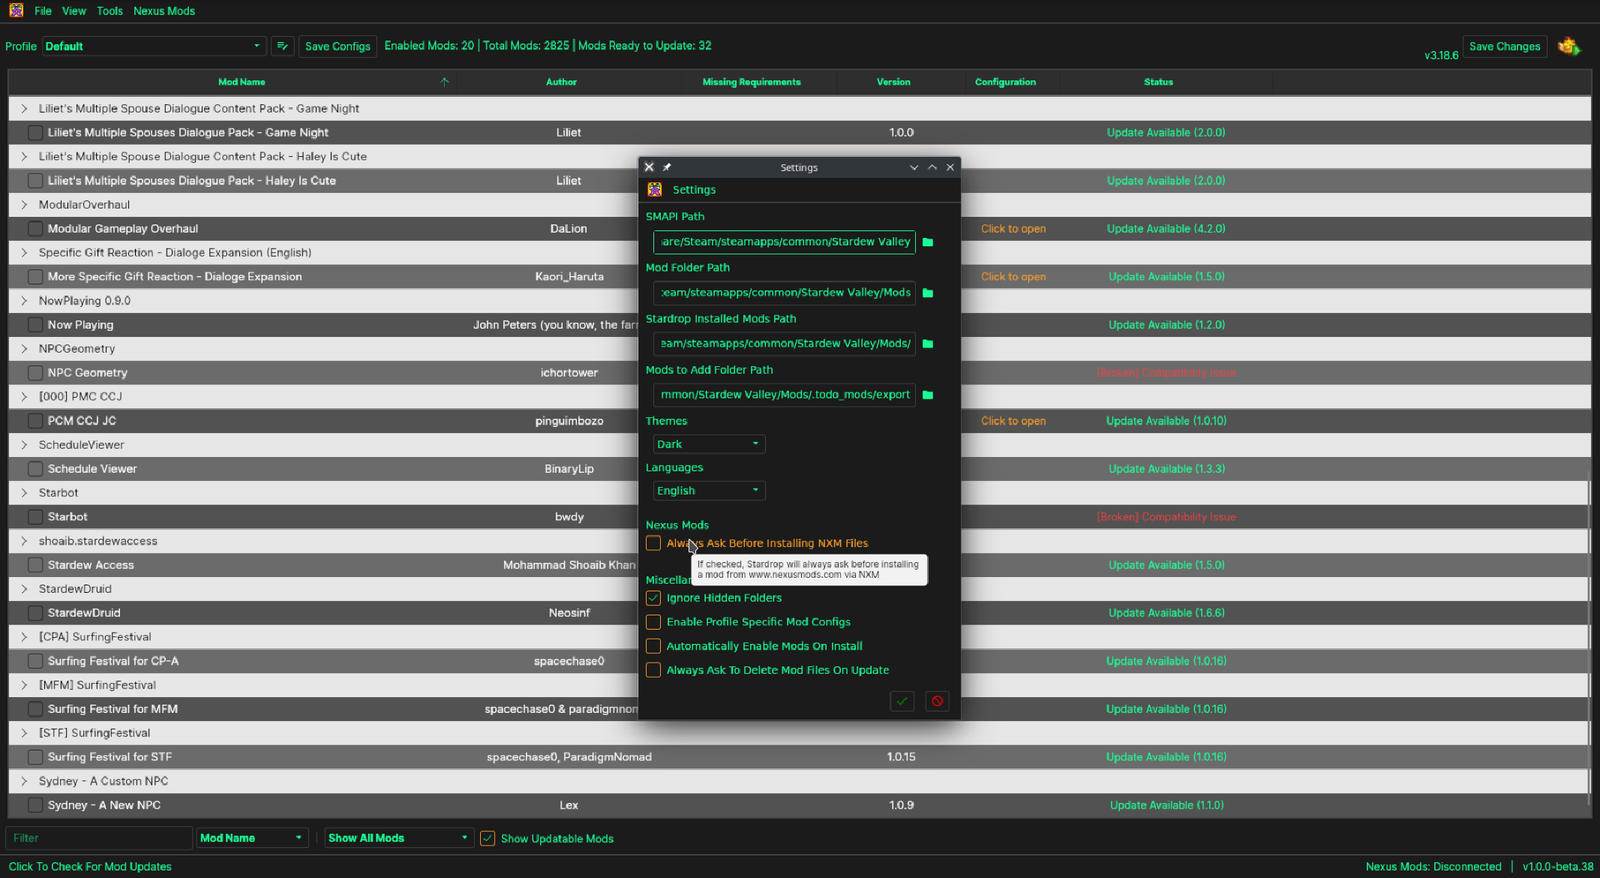 File View Tools Nexus Mods
Profile Default Save Configs Enabled Mods: 20 | Total Mods: 2825 | Mods Ready to Update: 32 v3.18.6 Save Changes
Mod Name Author Missing Requirements Version Configuration Status
Liliet's Multiple Spouse Dialogue Content Pack - Game Night
Liliet's Multiple Spouses Dialogue Pack - Game Night Liliet 1.0.0 Update Available (2.0.0)
Liliet's Multiple Spouse Dialogue Content Pack - Haley Is Cute
Liliet's Multiple Spouses Dialogue Pack - Haley Is Cute Liliet Update Available (2.0.0)
ModularOverhaul
Modular Gameplay Overhaul DaLion Click to open Update Available (4.2.0)
Specific Gift Reaction - Dialoge Expansion (English)
More Specific Gift Reaction - Dialoge Expansion Kaori_Haruta Click to open Update Available (1.5.0)
NowPlaying 0.9.0
Now Playing John Peters (you know, the farr Update Available (1.2.0)
NPCGeometry
NPC Geometry ichortower [Broken] Compatibility Issue
[000] PMC CCJ
PCM CCJ JC pinguimbozo Click to open Update Available (1.0.10)
ScheduleViewer
Schedule Viewer BinaryLip Update Available (1.3.3)
Starbot
Starbot bwdy [Broken] Compatibility Issue
shoaib.stardewaccess
Stardew Access Mohammad Shoaib Khan Update Available (1.5.0)
StardewDruid
StardewDruid Neosinf Update Available (1.6.6)
[CPA] SurfingFestival
Surfing Festival for CP-A spacechase0 Update Available (1.0.16)
[MFM] SurfingFestival
Surfing Festival for MFM spacechase0 & paradigmnom Update Available (1.0.16)
[STF] SurfingFestival
Surfing Festival for STF spacechase0, ParadigmNomad 1.0.15 Update Available (1.0.16)
Sydney - A Custom NPC
Sydney - A New NPC Lex 1.0.9 Update Available (1.1.0)
Settings
Settings
SMAPI Path
are/Steam/steamapps/common/Stardew Valley
Mod Folder Path
eam/steamapps/common/Stardew Valley/Mods
Stardrop Installed Mods Path
eam/steamapps/common/Stardew Valley/Mods/
Mods to Add Folder Path
mmon/Stardew Valley/Mods/.todo_mods/export
Themes
Dark
Languages
English
Nexus Mods
Always Ask Before Installing NXM Files
If checked, Stardrop will always ask before installing
a mod from www.nexusmods.com via NXM
Miscellan
Ignore Hidden Folders
Enable Profile Specific Mod Configs
Automatically Enable Mods On Install
Always Ask To Delete Mod Files On Update
Filter Mod Name Show All Mods Show Updatable Mods
Click To Check For Mod Updates Nexus Mods: Disconnected | v1.0.0-beta.38